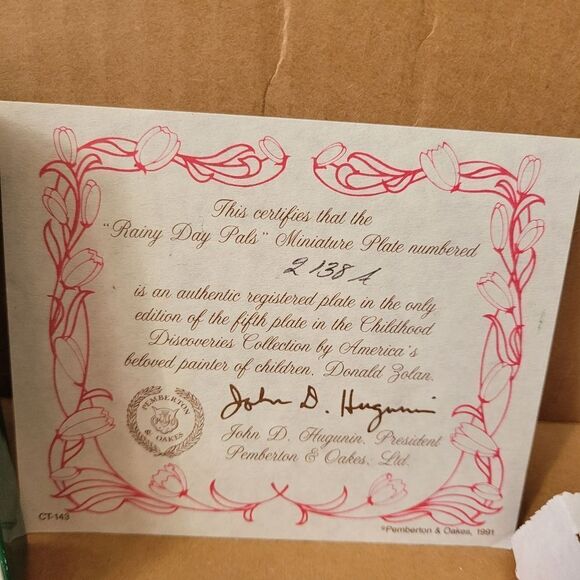 This certifies that the
"Rainy Day Pals" Miniature Plate numbered
2138A
is an authentic registered plate in the only
edition of the fifth plate in the Childhood
Discoveries Collection by America's
beloved painter of children, Donald Zolan.
John D. Hugunin
PEMBERTON
& OAKES
John D. Hugunin, President
Pemberton & Oakes, Ltd.
CT-143
©Pemberton & Oakes, 1991